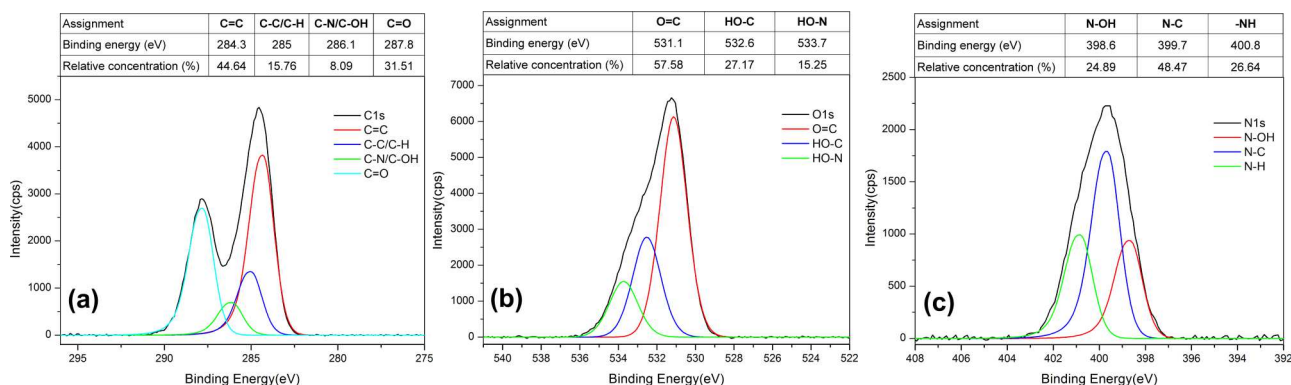 Assignment C=C C-C/C-H C-N/C-OH C=O
Binding energy (eV) 284.3 285 286.1 287.8
Relative concentration (%) 44.64 15.76 8.09 31.51
5000
4000
3000
2000
1000
0
Intensity(cps)
C1s
C=C
C-C/C-H
C-N/C-OH
C=O
(a)
295 290 285 280 275
Binding Energy(eV)
Assignment O=C HO-C HO-N
Binding energy (eV) 531.1 532.6 533.7
Relative concentration (%) 57.58 27.17 15.25
7000
6000
5000
4000
3000
2000
1000
0
Intensity(cps)
O1s
O=C
HO-C
HO-N
(b)
540 538 536 534 532 530 528 526 524 522
Binding Energy(eV)
Assignment N-OH N-C -NH
Binding energy (eV) 398.6 399.7 400.8
Relative concentration (%) 24.89 48.47 26.64
2500
2000
1500
1000
500
0
Intensity(cps)
N1s
N-OH
N-C
N-H
(c)
408 406 404 402 400 398 396 394 392
Binding Energy(eV)